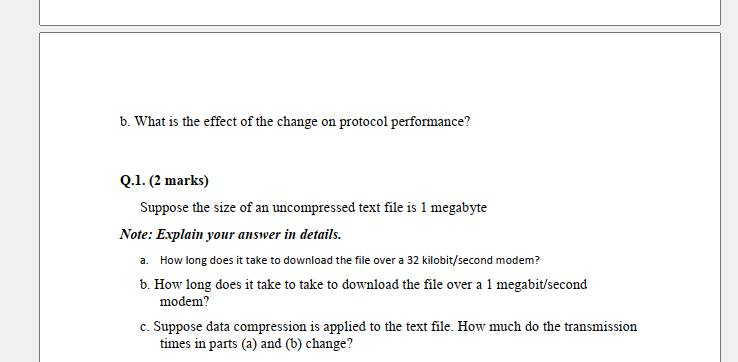 b. What is the effect of the change on protocol performance?
Q.1. (2 marks)
Suppose the size of an uncompressed text file is 1 megabyte
Note: Explain your answer in details.
a. How long does it take to download the file over a 32 kilobit/second modem?
b. How long does it take to take to download the file over a 1 megabit/second
modem?
c. Suppose data compression is applied to the text file. How much do the transmission
times in parts (a) and (b) change?